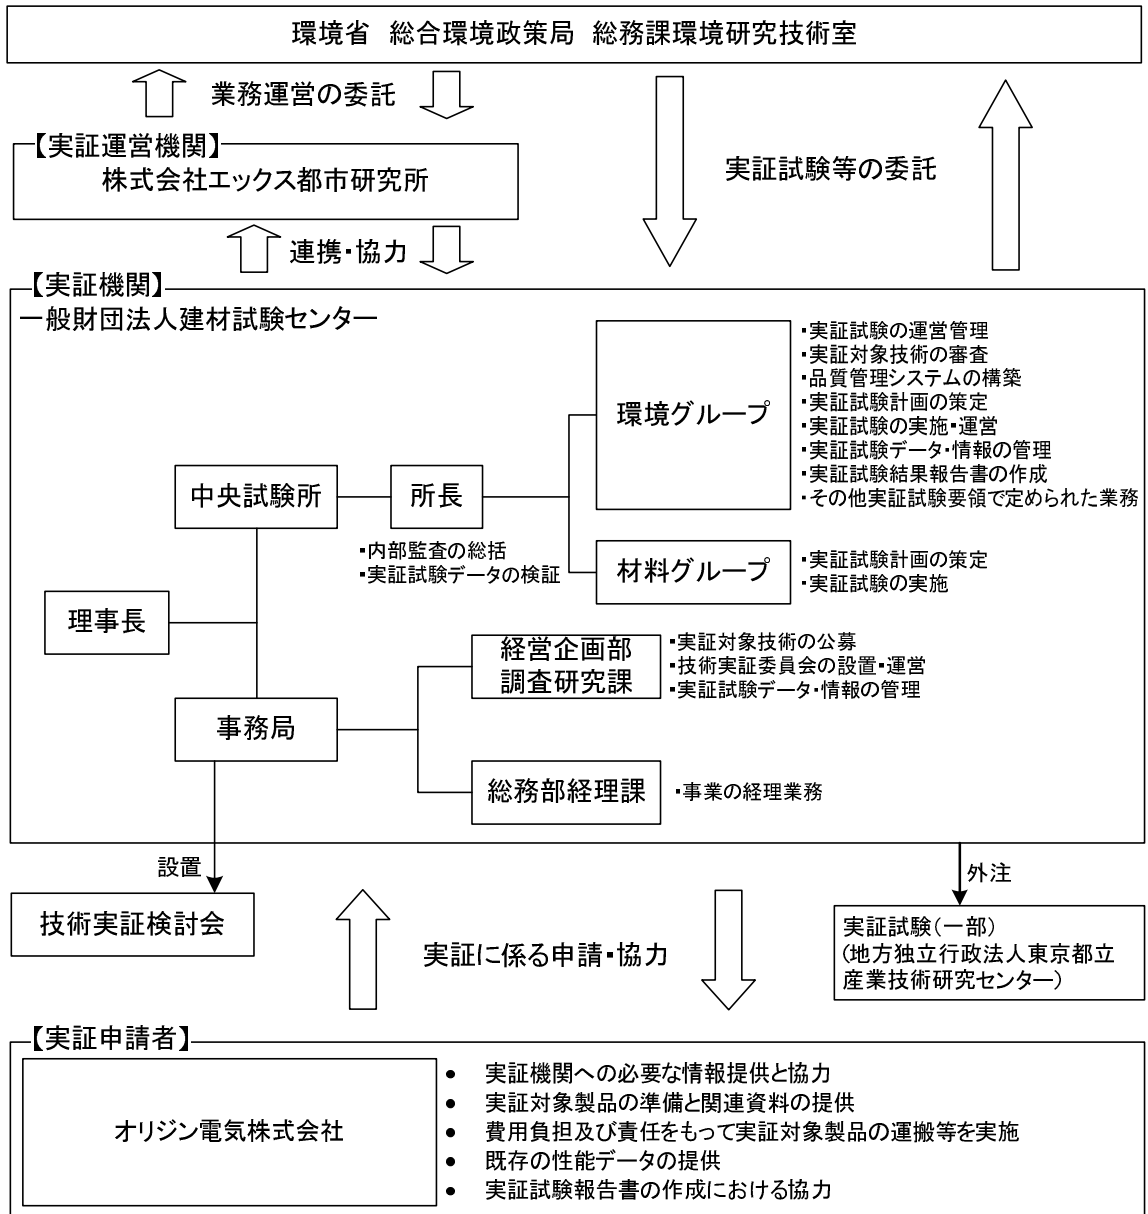 環境省 総合環境政策局 総務課環境研究技術室
業務運営の委託
【実証運営機関】
株式会社エックス都市研究所
実証試験等の委託
連携・協力
【実証機関】
一般財団法人建材試験センター
環境グループ
・実証試験の運営管理
・実証対象技術の審査
・品質管理システムの構築
・実証試験計画の策定
・実証試験の実施・運営
・実証試験データ・情報の管理
・実証試験結果報告書の作成
・その他実証試験要領で定められた業務
中央試験所
所長
・内部監査の総括
・実証試験データの検証
材料グループ
・実証試験計画の策定
・実証試験の実施
理事長
経営企画部
調査研究課
・実証対象技術の公募
・技術実証委員会の設置・運営
・実証試験データ・情報の管理
事務局
総務部経理課
・事業の経理業務
設置
外注
技術実証検討会
実証に係る申請・協力
実証試験(一部)
(地方独立行政法人東京都立
産業技術研究センター)
【実証申請者】
オリジン電気株式会社
• 実証機関への必要な情報提供と協力
• 実証対象製品の準備と関連資料の提供
• 費用負担及び責任をもって実証対象製品の運搬等を実施
• 既存の性能データの提供
• 実証試験報告書の作成における協力